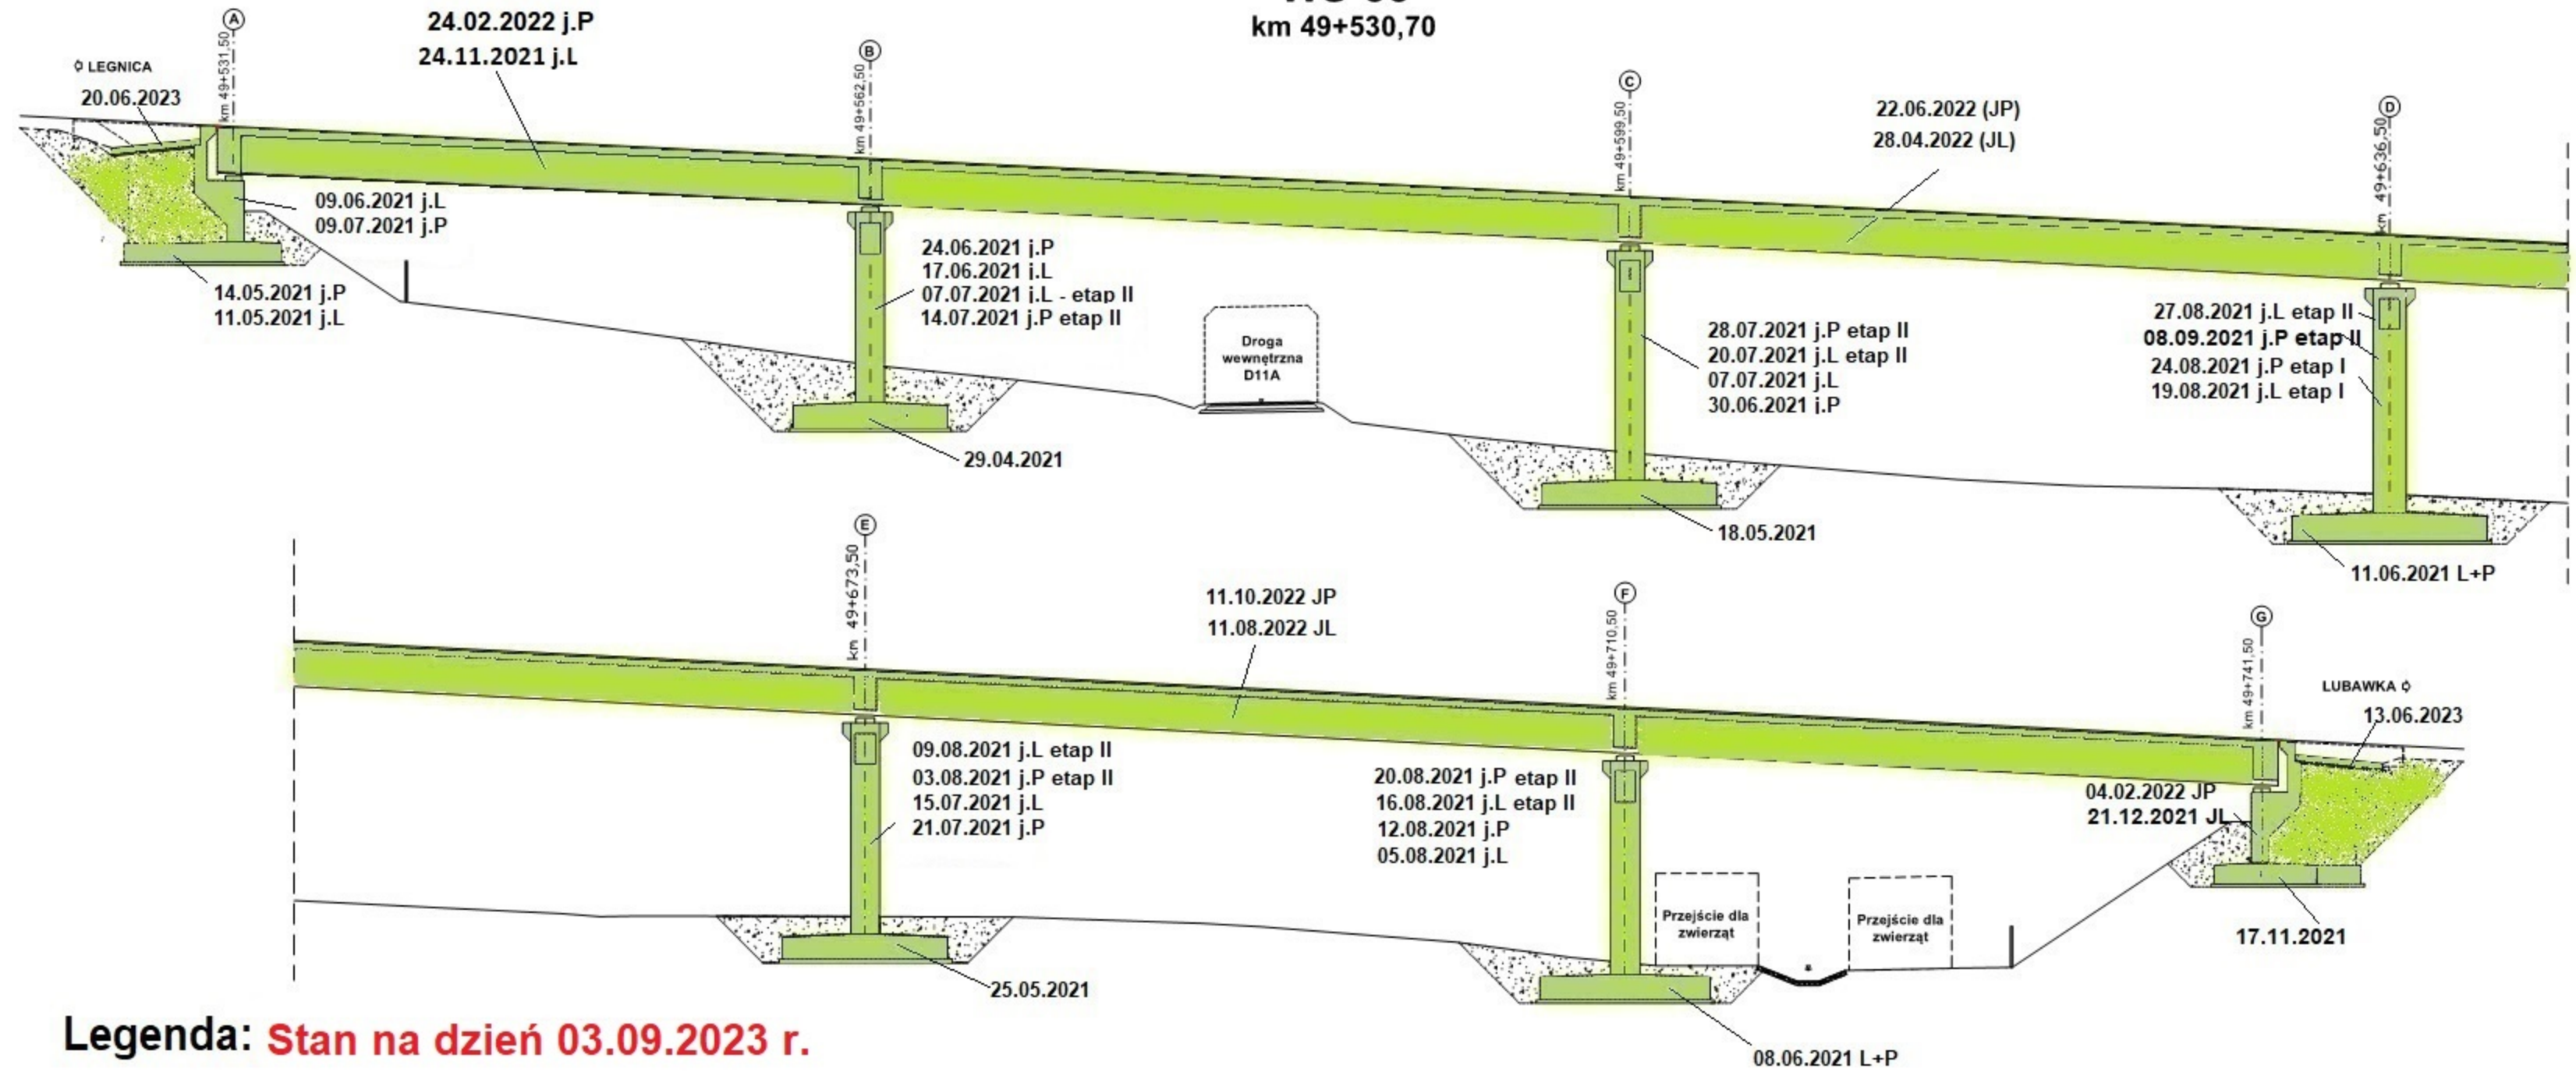 km 49+530,70
A
km 49+531,50
LEGNICA
20.06.2023
24.02.2022 j.P
24.11.2021 j.L
B
km 49+562,50
C
km 49+599,50
22.06.2022 (JP)
28.04.2022 (JL)
D
km 49+636,50
09.06.2021 j.L
09.07.2021 j.P
14.05.2021 j.P
11.05.2021 j.L
24.06.2021 j.P
17.06.2021 j.L
07.07.2021 j.L - etap II
14.07.2021 j.P etap II
29.04.2021
Droga
wewnętrzna
D11A
28.07.2021 j.P etap II
20.07.2021 j.L etap II
07.07.2021 j.L
30.06.2021 j.P
18.05.2021
27.08.2021 j.L etap II
08.09.2021 j.P etap II
24.08.2021 j.P etap I
19.08.2021 j.L etap I
11.06.2021 L+P
E
km 49+673,50
11.10.2022 JP
11.08.2022 JL
F
km 49+710,50
G
km 49+741,50
LUBAWKA
13.06.2023
09.08.2021 j.L etap II
03.08.2021 j.P etap II
15.07.2021 j.L
21.07.2021 j.P
25.05.2021
20.08.2021 j.P etap II
16.08.2021 j.L etap II
12.08.2021 j.P
05.08.2021 j.L
Przejście dla
zwierząt
Przejście dla
zwierząt
04.02.2022 JP
21.12.2021 JL
17.11.2021
08.06.2021 L+P
Legenda: Stan na dzień 03.09.2023 r.